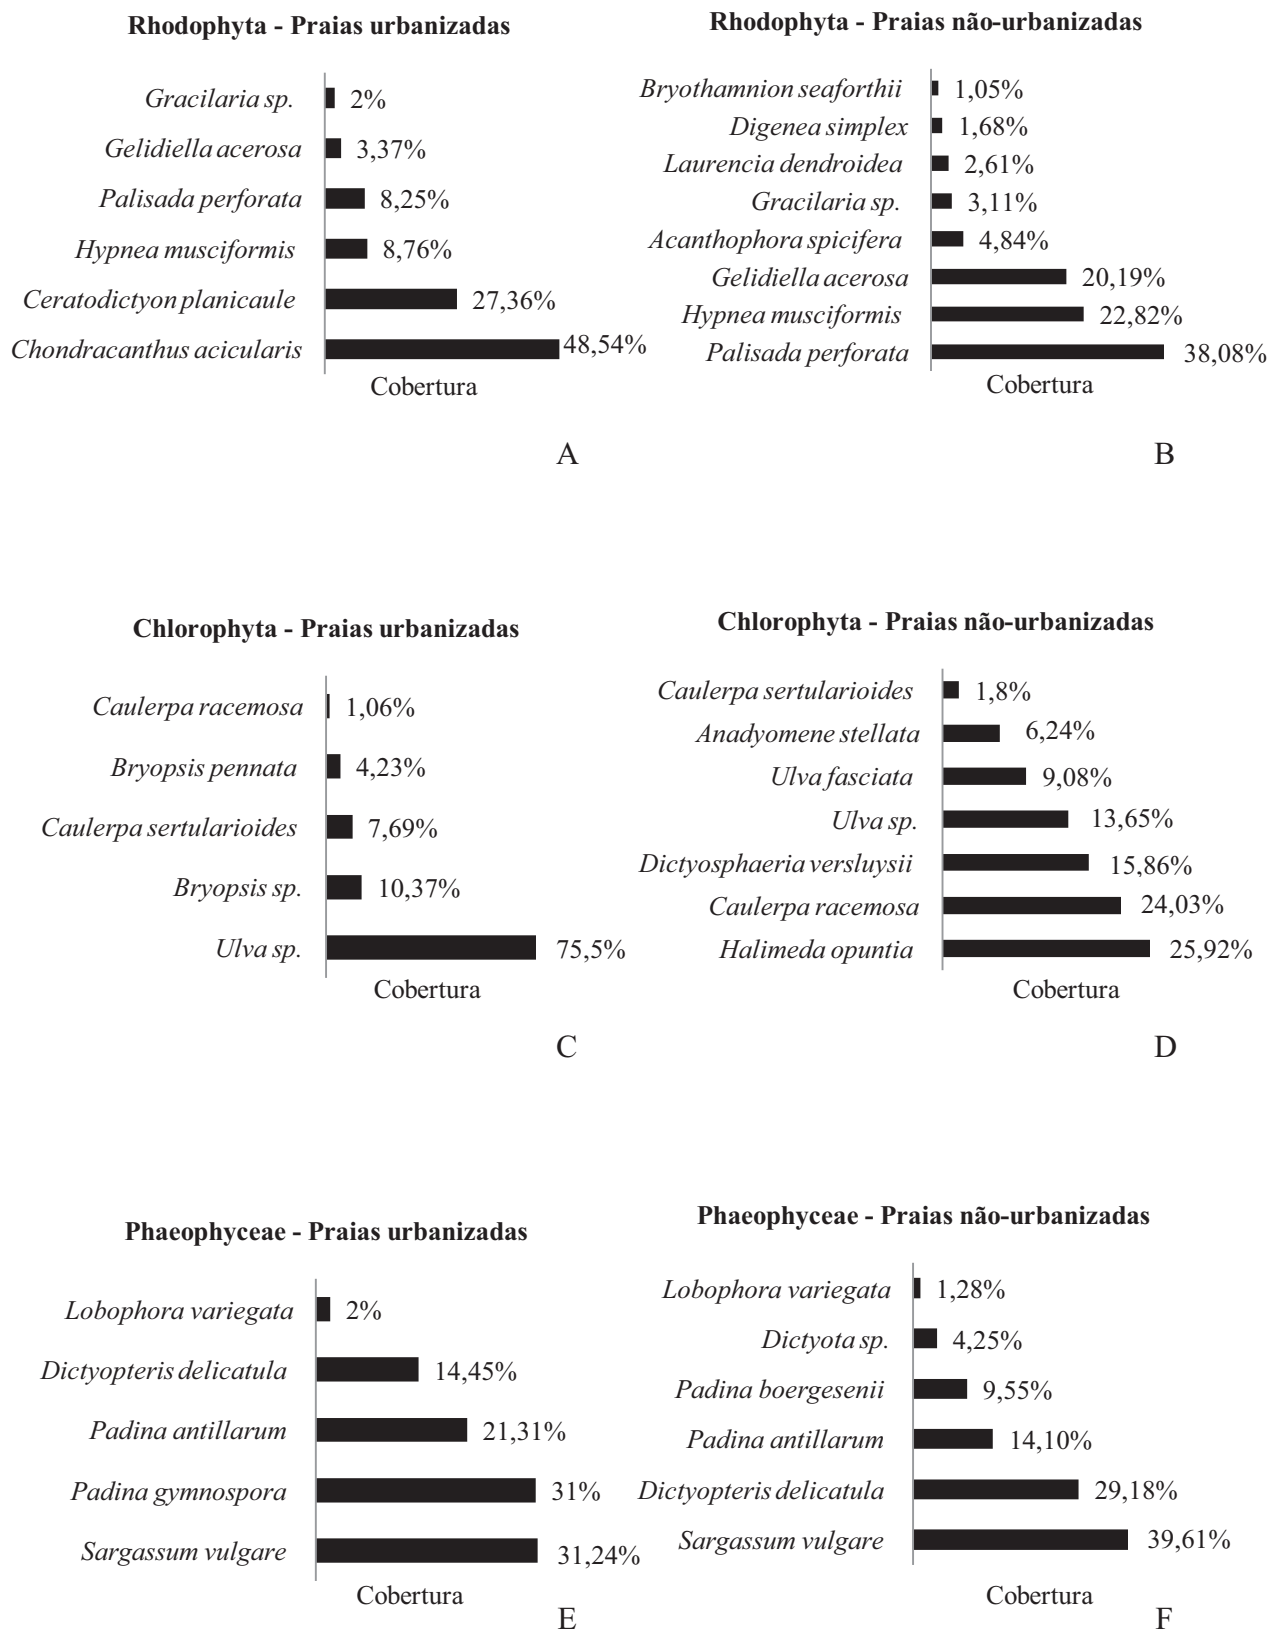 Rhodophyta - Praias urbanizadas
Gracilaria sp. 2%
Gelidiella acerosa 3,37%
Palisada perforata 8,25%
Hypnea musciformis 8,76%
Ceratodictyon planicaule 27,36%
Chondracanthus acicularis 48,54%
Cobertura
A
Rhodophyta - Praias não-urbanizadas
Bryothamnion seaforthii 1,05%
Digenea simplex 1,68%
Laurencia dendroidea 2,61%
Gracilaria sp. 3,11%
Acanthophora spicifera 4,84%
Gelidiella acerosa 20,19%
Hypnea musciformis 22,82%
Palisada perforata 38,08%
Cobertura
B
Chlorophyta - Praias urbanizadas
Caulerpa racemosa 1,06%
Bryopsis pennata 4,23%
Caulerpa sertularioides 7,69%
Bryopsis sp. 10,37%
Ulva sp. 75,5%
Cobertura
C
Chlorophyta - Praias não-urbanizadas
Caulerpa sertularioides 1,8%
Anadyomene stellata 6,24%
Ulva fasciata 9,08%
Ulva sp. 13,65%
Dictyosphaeria versluysii 15,86%
Caulerpa racemosa 24,03%
Halimeda opuntia 25,92%
Cobertura
D
Phaeophyceae - Praias urbanizadas
Lobophora variegata 2%
Dictyopteris delicatula 14,45%
Padina antillarum 21,31%
Padina gymnospora 31%
Sargassum vulgare 31,24%
Cobertura
E
Phaeophyceae - Praias não-urbanizadas
Lobophora variegata 1,28%
Dictyota sp. 4,25%
Padina boergesenii 9,55%
Padina antillarum 14,10%
Dictyopteris delicatula 29,18%
Sargassum vulgare 39,61%
Cobertura
F